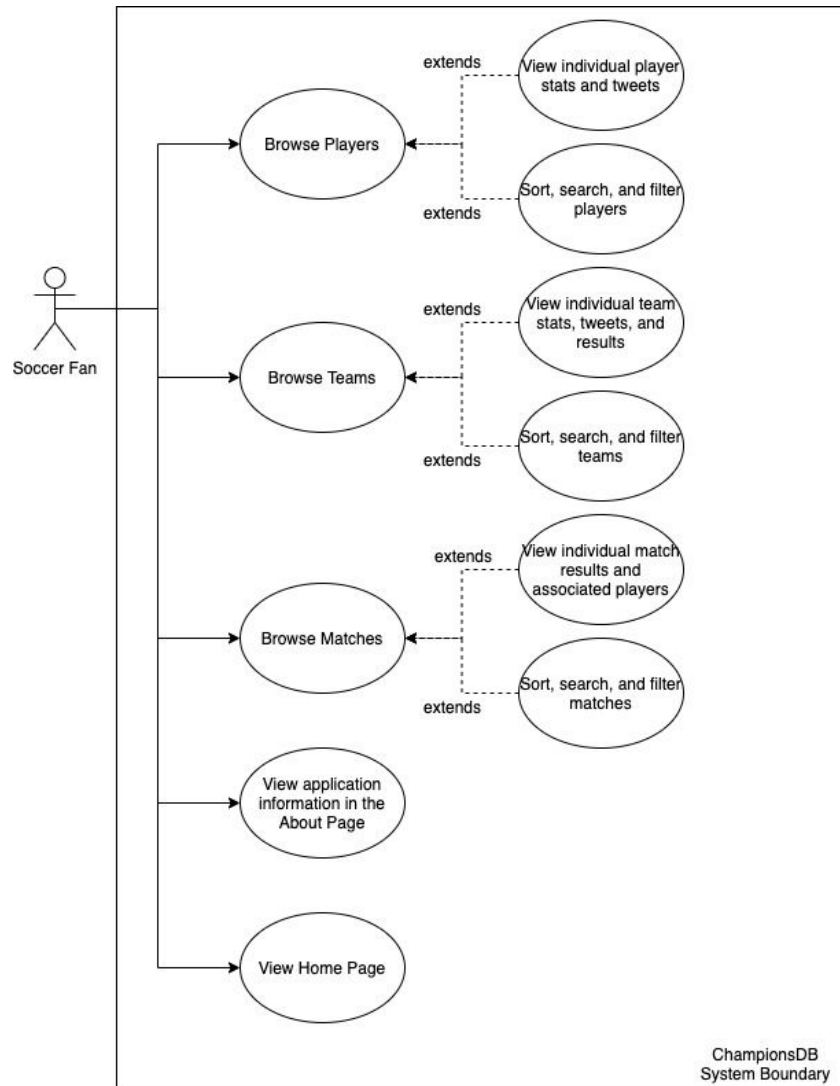 extends
View individual player
stats and tweets
Browse Players
extends
Sort, search, and filter
players
Soccer Fan
extends
View individual team
stats, tweets, and
results
Browse Teams
extends
Sort, search, and filter
teams
extends
View individual match
results and
associated players
Browse Matches
extends
Sort, search, and filter
matches
View application
information in the
About Page
View Home Page
ChampionsDB
System Boundary